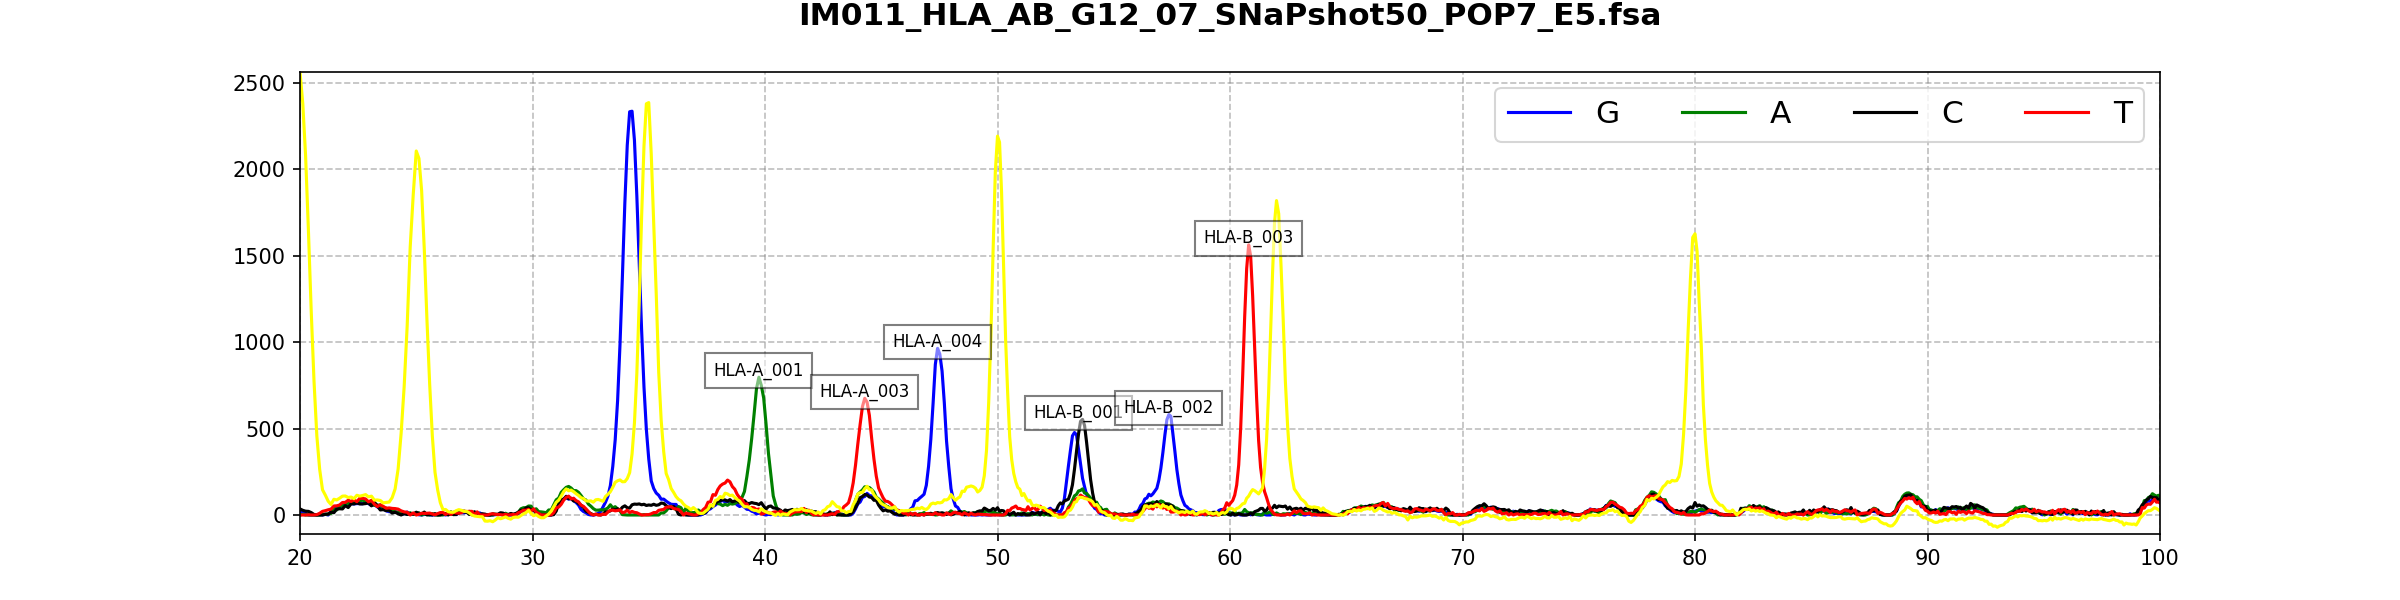 IM011_HLA_AB_G12_07_SNaPshot50_POP7_E5.fsa
2500
2000
1500
1000
500
0
G A C T
HLA-B_003
HLA-A_004
HLA-A_001
HLA-A_003
HLA-B_001
HLA-B_002
20 30 40 50 60 70 80 90 100